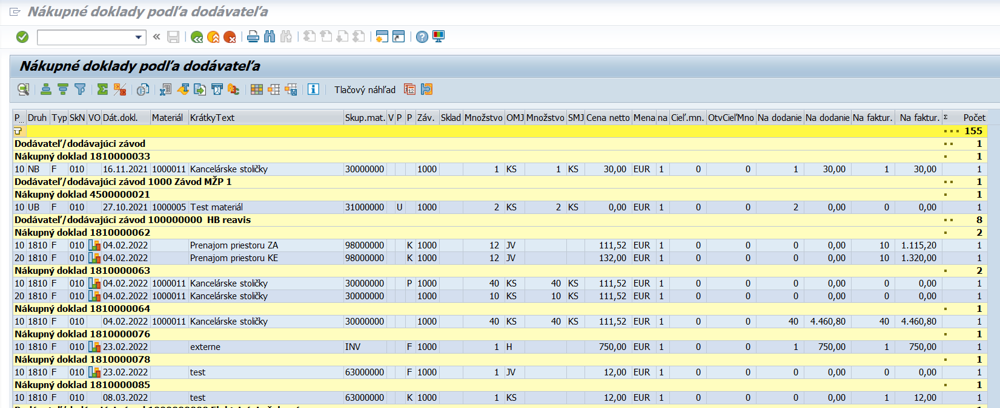 Nákupné doklady podľa dodávateľa
Nákupné doklady podľa dodávateľa
Tlačový náhľad
P... Druh Typ SkN VO Dát.dokl. Materiál KrátkyText Skup.mat. V P P Záv. Sklad Množstvo OMJ Množstvo SMJ Cena netto Mena na Cieľ.mn. OtvCieľMno Na dodanie Na dodanie Na faktur. Na faktur. Σ Počet
155
Dodávateľ/dodávajúci závod 1
Nákupný doklad 1810000033 1
10 NB F 010 16.11.2021 1000011 Kancelárske stoličky 30000000 1000 1 KS 1 KS 30,00 EUR 1 0 0 1 30,00 1 30,00 1
Dodávateľ/dodávajúci závod 1000 Závod MŽP 1 1
Nákupný doklad 4500000021 1
10 UB F 010 27.10.2021 1000005 Test materiál 31000000 U 1000 2 KS 2 KS 0,00 EUR 1 0 0 2 0,00 0 0,00 1
Dodávateľ/dodávajúci závod 100000000 HB reavis 8
Nákupný doklad 1810000062 2
10 1810 F 010 04.02.2022 Prenajom priestoru ZA 98000000 K 1000 12 JV 111,52 EUR 1 0 0 0 0,00 10 1.115,20 1
20 1810 F 010 04.02.2022 Prenajom priestoru KE 98000000 K 1000 12 JV 132,00 EUR 1 0 0 0 0,00 10 1.320,00 1
Nákupný doklad 1810000063 2
10 1810 F 010 04.02.2022 1000011 Kancelárske stoličky 30000000 P 1000 40 KS 40 KS 111,52 EUR 1 0 0 0 0,00 0 0,00 1
20 1810 F 010 04.02.2022 1000011 Kancelárske stoličky 30000000 1000 10 KS 10 KS 111,52 EUR 1 0 0 0 0,00 0 0,00 1
Nákupný doklad 1810000064 1
10 1810 F 010 04.02.2022 1000011 Kancelárske stoličky 30000000 1000 40 KS 40 KS 111,52 EUR 1 0 0 40 4.460,80 40 4.460,80 1
Nákupný doklad 1810000076 1
10 1810 F 010 23.02.2022 externe INV F 1000 1 H 750,00 EUR 1 0 0 1 750,00 1 750,00 1
Nákupný doklad 1810000078 1
10 1810 F 010 23.02.2022 test 63000000 F 1000 1 JV 12,00 EUR 1 0 0 0 0,00 0 0,00 1
Nákupný doklad 1810000085 1
10 1810 F 010 08.03.2022 test 63000000 K 1000 1 KS 12,00 EUR 1 0 0 0 0,00 1 12,00 1